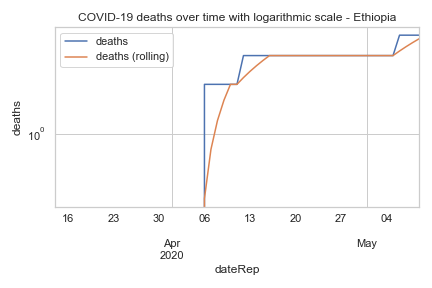 COVID-19 deaths over time with logarithmic scale - Ethiopia
deaths
deaths (rolling)
deaths
10⁰
16 23 30 06 13 20 27 04
Apr May
2020
dateRep